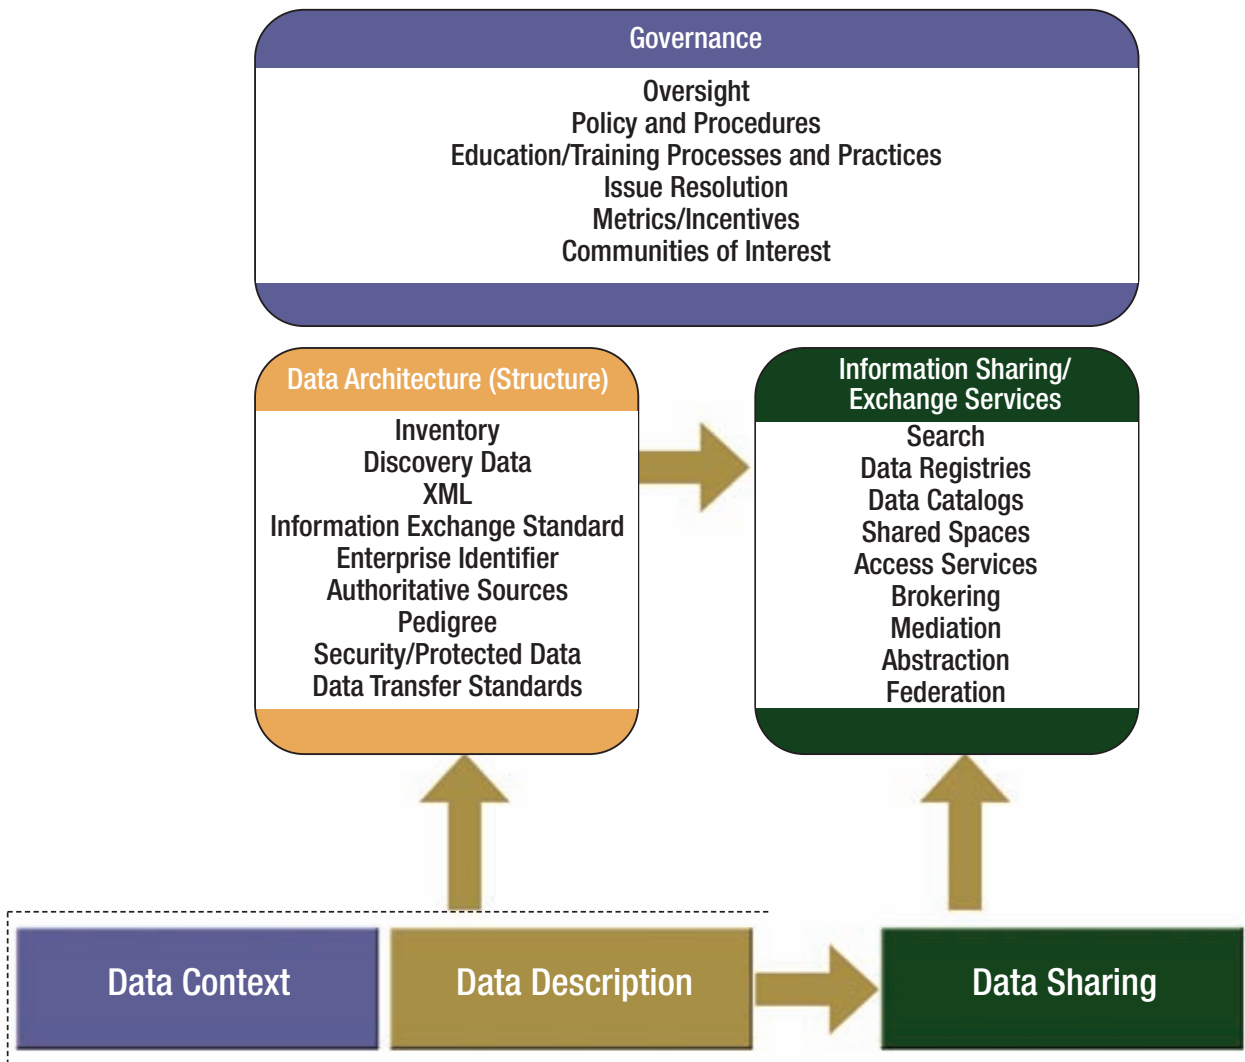 Governance
Oversight
Policy and Procedures
Education/Training Processes and Practices
Issue Resolution
Metrics/Incentives
Communities of Interest
Data Architecture (Structure)
Inventory
Discovery Data
XML
Information Exchange Standard
Enterprise Identifier
Authoritative Sources
Pedigree
Security/Protected Data
Data Transfer Standards
Information Sharing/
Exchange Services
Search
Data Registries
Data Catalogs
Shared Spaces
Access Services
Brokering
Mediation
Abstraction
Federation
Data Context
Data Description
Data Sharing